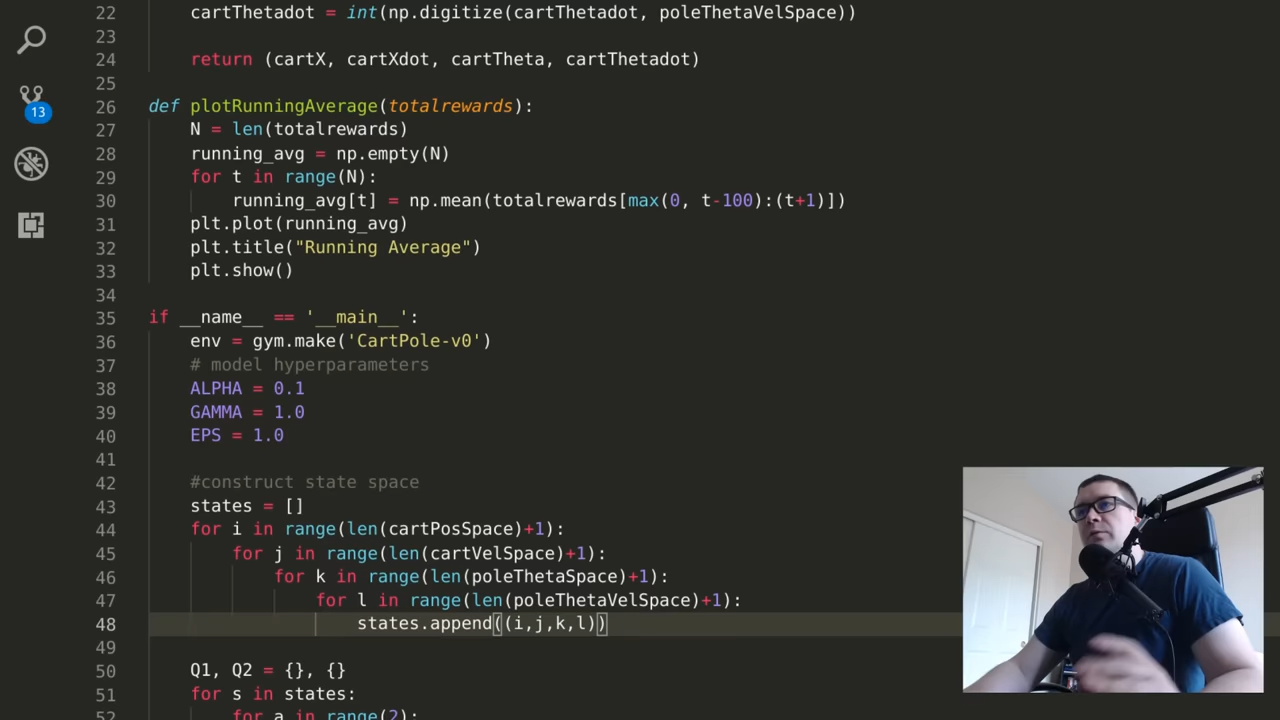 22 cartThetadot = int(np.digitize(cartThetadot, poleThetaVelSpace))
23
24 return (cartX, cartXdot, cartTheta, cartThetadot)
25
26 def plotRunningAverage(totalrewards):
27 N = len(totalrewards)
28 running_avg = np.empty(N)
29 for t in range(N):
30 running_avg[t] = np.mean(totalrewards[max(0, t-100):(t+1)])
31 plt.plot(running_avg)
32 plt.title("Running Average")
33 plt.show()
34
35 if __name__ == '__main__':
36 env = gym.make('CartPole-v0')
37 # model hyperparameters
38 ALPHA = 0.1
39 GAMMA = 1.0
40 EPS = 1.0
41
42 #construct state space
43 states = []
44 for i in range(len(cartPosSpace)+1):
45 for j in range(len(cartVelSpace)+1):
46 for k in range(len(poleThetaSpace)+1):
47 for l in range(len(poleThetaVelSpace)+1):
48 states.append((i,j,k,l))
49
50 Q1, Q2 = {}, {}
51 for s in states:
52 for a in range(2):
13